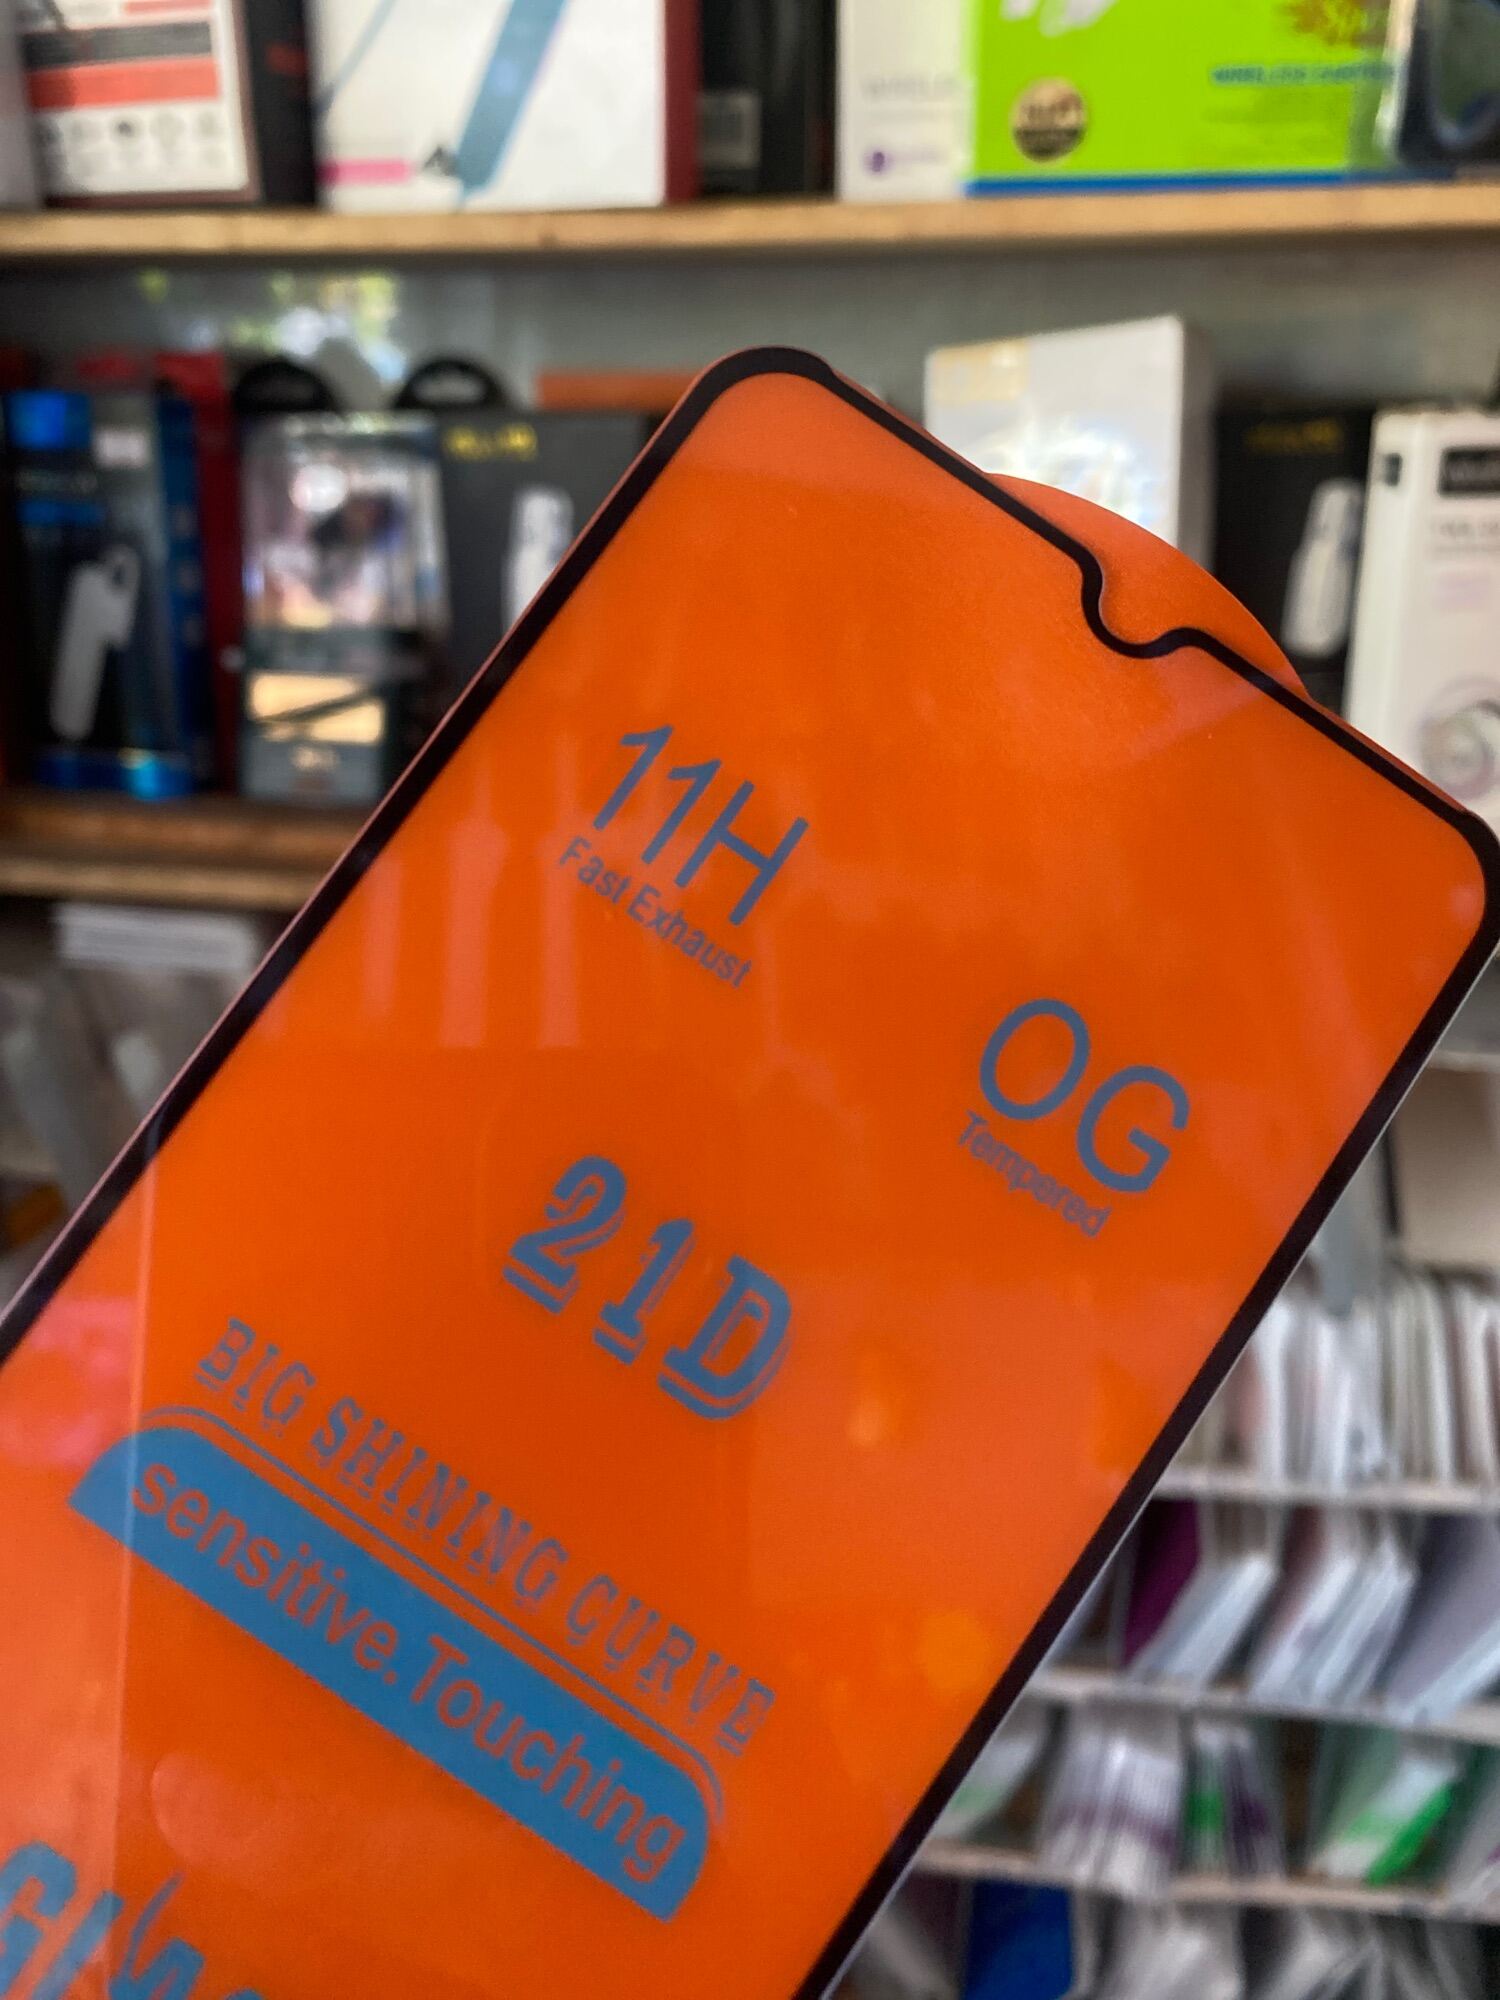 11H
Fast Exhaust
OG
Tempered
21D
BIG SHINING CURVE
sensitive.Touching